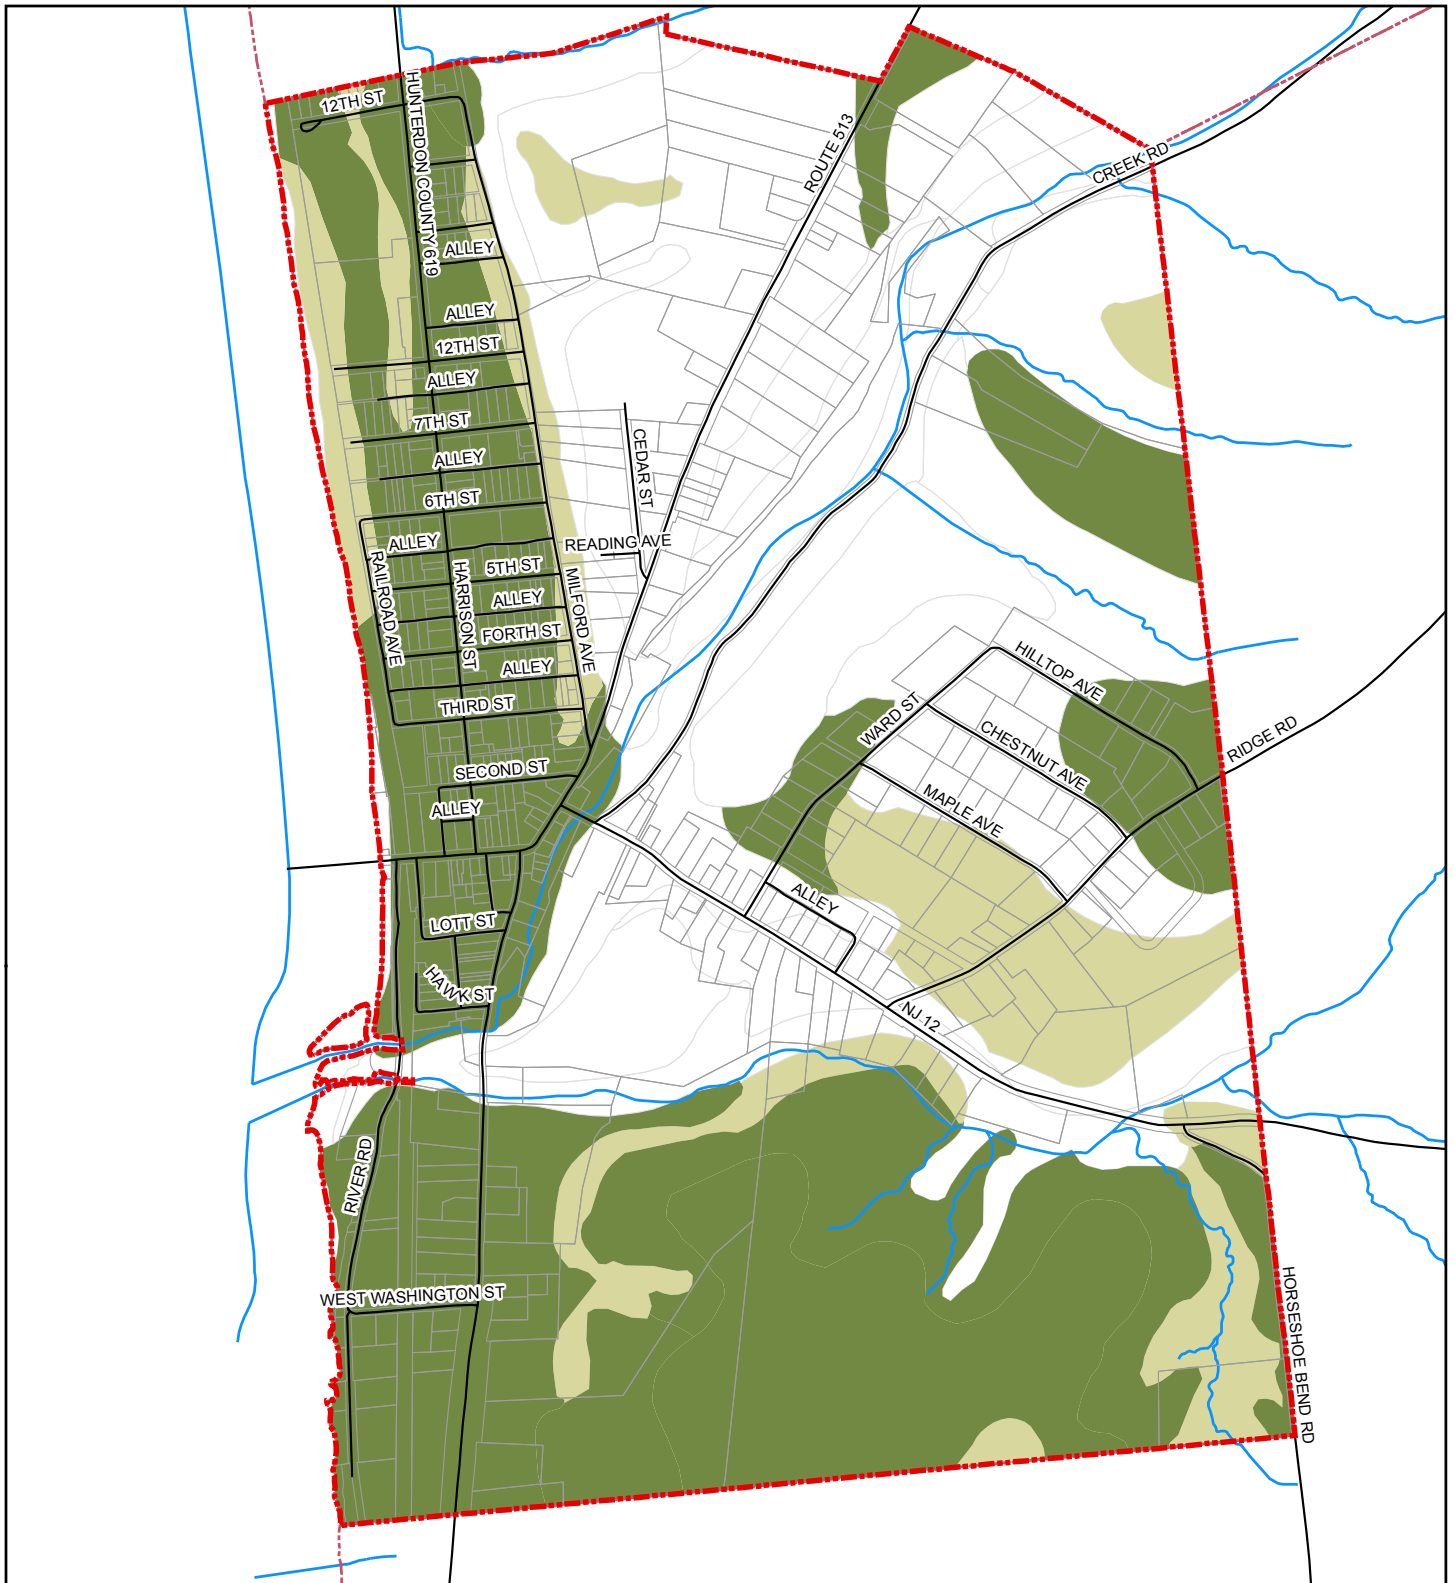 12TH ST
HUNTERDON COUNTY 619
ROUTE 513
CREEK RD
ALLEY
ALLEY
12TH ST
ALLEY
7TH ST
ALLEY
6TH ST
CEDAR ST
READING AVE
ALLEY
5TH ST
RAILROAD AVE
HARRISON ST
MILFORD AVE
ALLEY
FORTH ST
ALLEY
THIRD ST
HILLTOP AVE
WARD ST
CHESTNUT AVE
RIDGE RD
SECOND ST
ALLEY
MAPLE AVE
ALLEY
LOTT ST
HAWK ST
NJ 12
RIVER RD
WEST WASHINGTON ST
HORSESHOE BEND RD